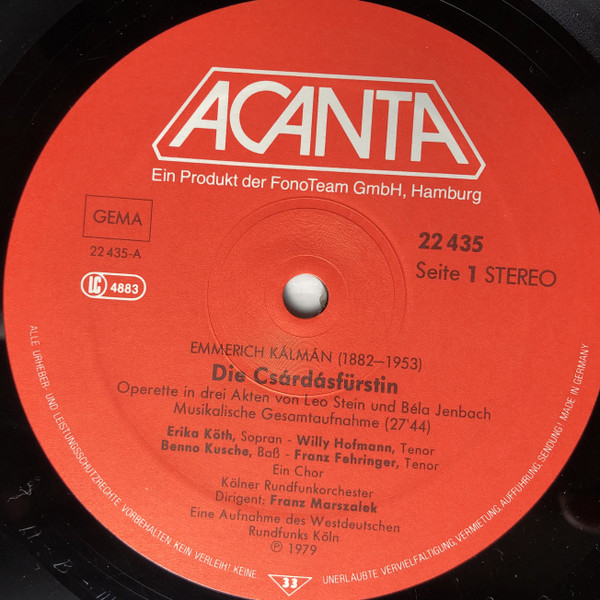 ACANTA
Ein Produkt der FonoTeam GmbH, Hamburg
GEMA
22 435-A
LC 4883
22 435
Seite 1 STEREO
EMMERICH KÁLMÁN (1882–1953)
Die Csárdásfürstin
Operette in drei Akten von Leo Stein und Béla Jenbach
Musikalische Gesamtaufnahme (27'44)
Erika Köth, Sopran - Willy Hofmann, Tenor
Benno Kusche, Baß - Franz Fehringer, Tenor
Ein Chor
Kölner Rundfunkorchester
Dirigent: Franz Marszalek
Eine Aufnahme des Westdeutschen
Rundfunks Köln
℗ 1979
33
ALLE URHEBER- UND LEISTUNGSSCHUTZRECHTE VORBEHALTEN. KEIN VERLEIH! KEINE UNERLAUBTE VERVIELFÄLTIGUNG, VERMIETUNG, AUFFÜHRUNG, SENDUNG! MADE IN GERMANY